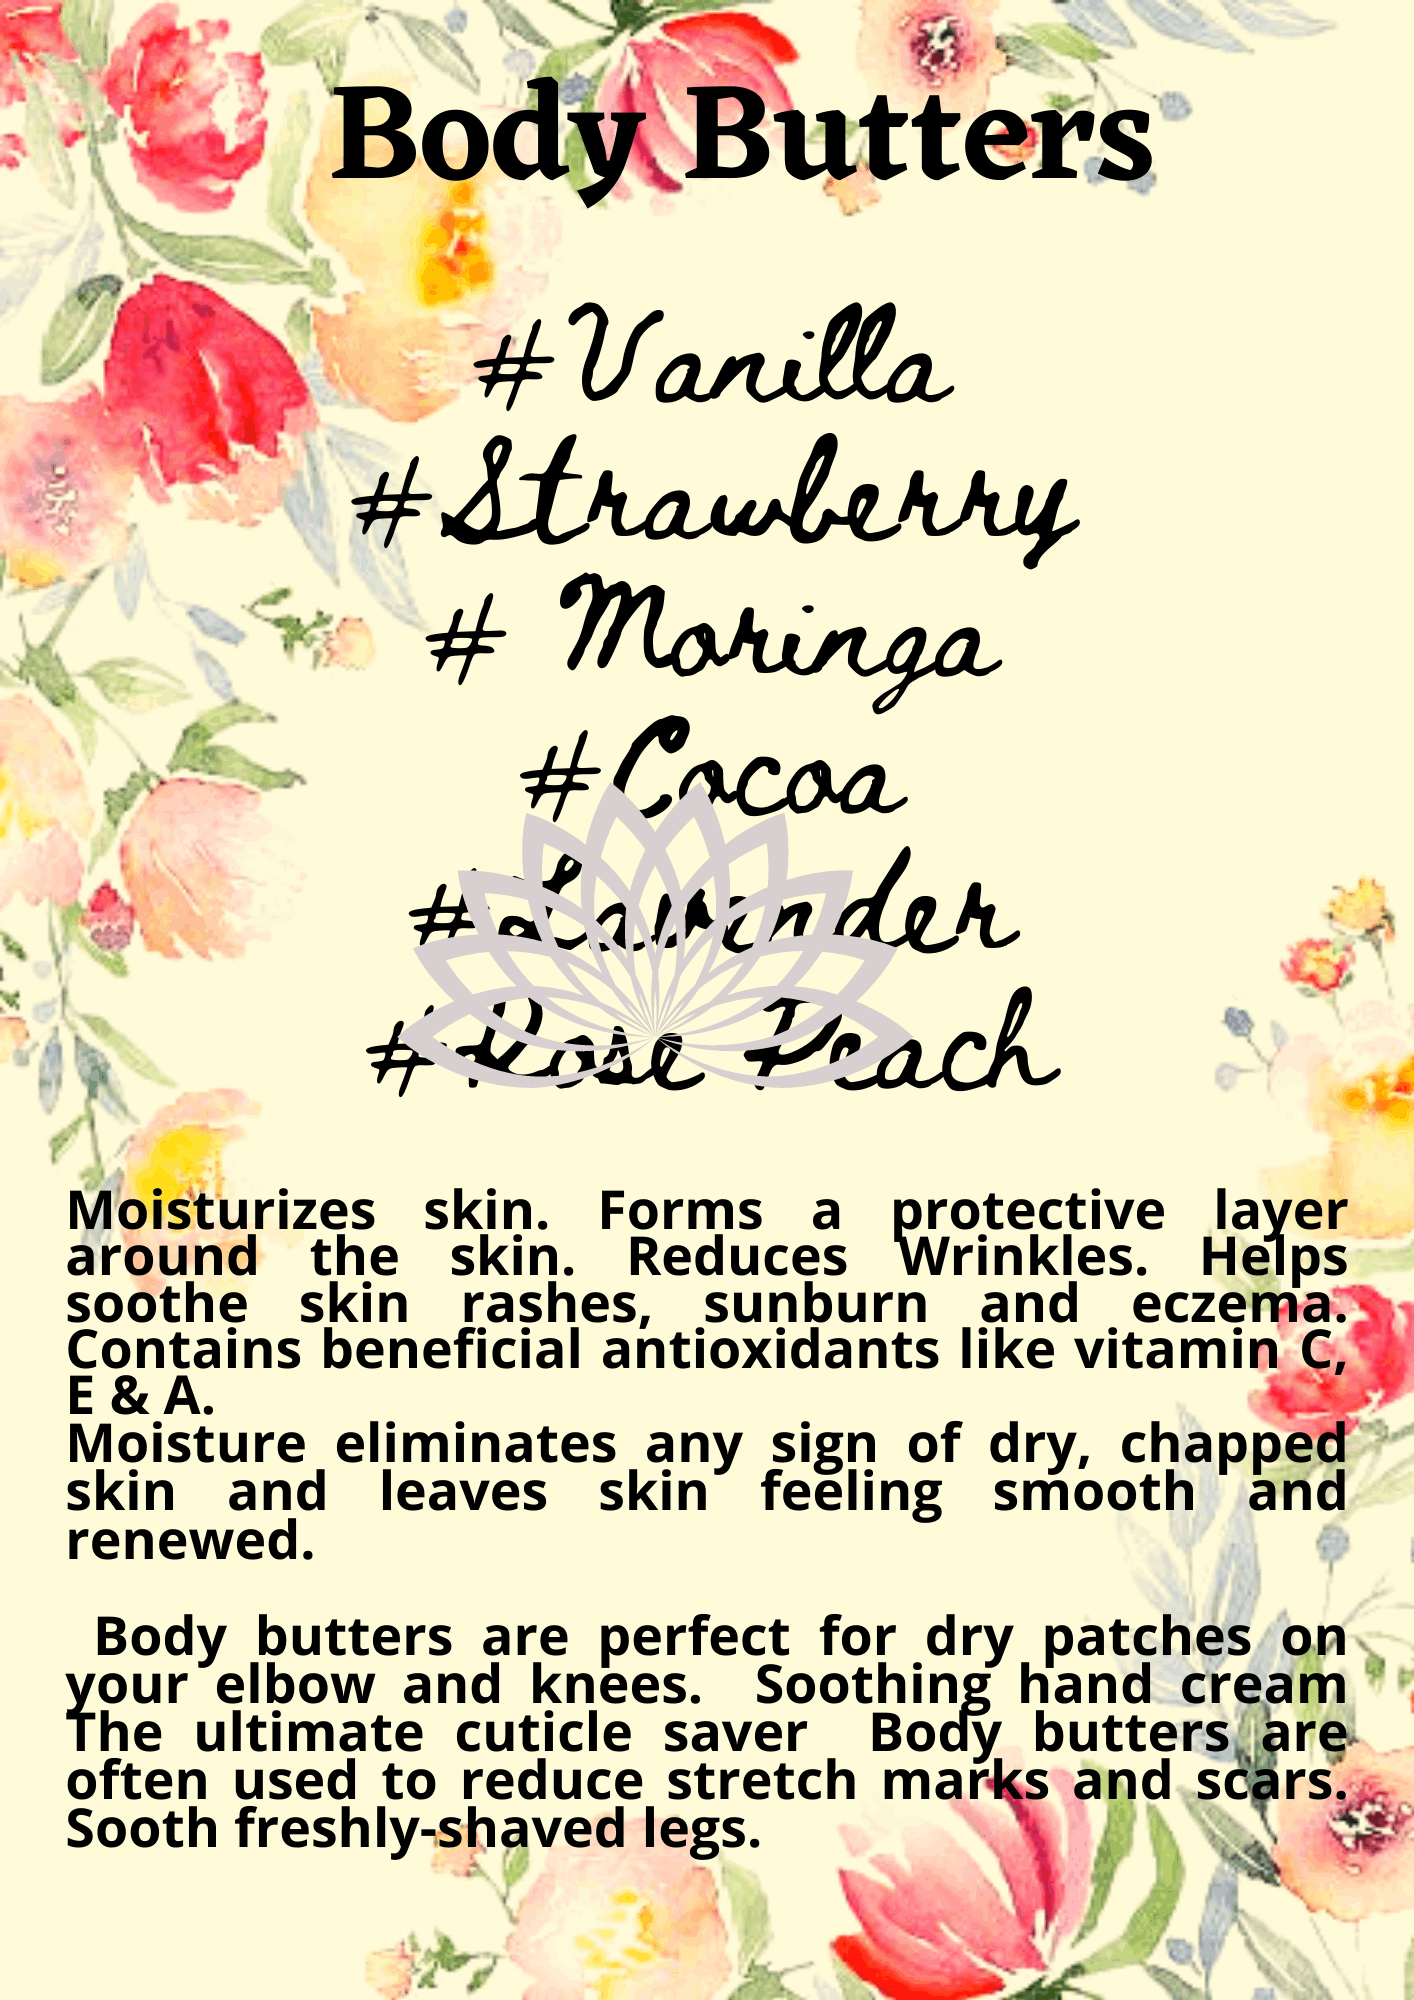 Body Butters
#Vanilla
#Strawberry
# Moringa
#Cocoa
#Lavender
#Rose Peach
Moisturizes skin. Forms a protective layer
around the skin. Reduces Wrinkles. Helps
soothe skin rashes, sunburn and eczema.
Contains beneficial antioxidants like vitamin C,
E & A.
Moisture eliminates any sign of dry, chapped
skin and leaves skin feeling smooth and
renewed.
Body butters are perfect for dry patches on
your elbow and knees. Soothing hand cream
The ultimate cuticle saver Body butters are
often used to reduce stretch marks and scars.
Sooth freshly-shaved legs.